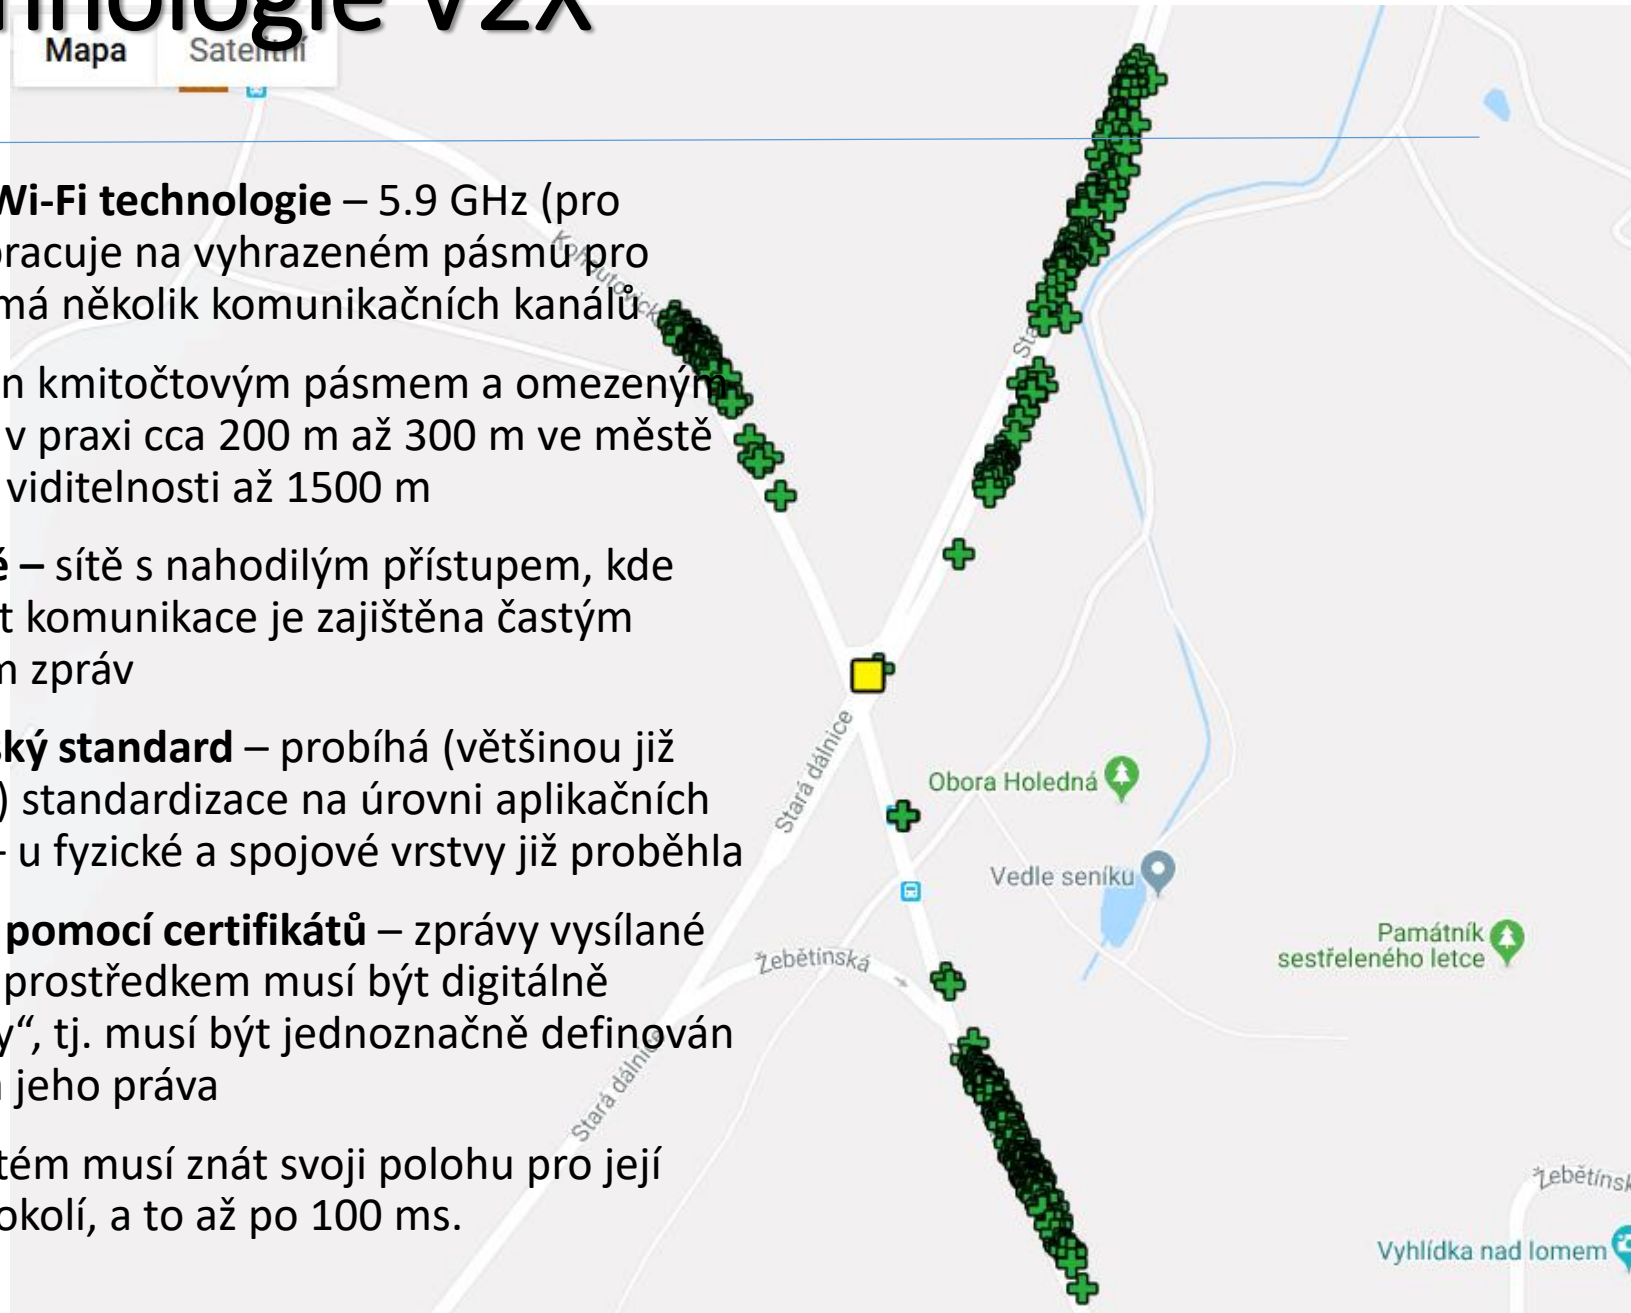 hnologie V2X
Mapa
Satelitní
Wi-Fi technologie – 5.9 GHz (pro
pracuje na vyhrazeném pásmu pro
má několik komunikačních kanálů
n kmitočtovým pásmem a omezeným
v praxi cca 200 m až 300 m ve městě
viditelnosti až 1500 m
é – sítě s nahodilým přístupem, kde
t komunikace je zajištěna častým
m zpráv
ský standard – probíhá (většinou již
) standardizace na úrovni aplikačních
- u fyzické a spojové vrstvy již proběhla
pomocí certifikátů – zprávy vysílané
prostředkem musí být digitálně
y“, tj. musí být jednoznačně definován
jeho práva
tém musí znát svoji polohu pro její
okolí, a to až po 100 ms.
Kohoutovick
Sta
Stará dálnice
Obora Holedná
Vedle seníku
Památník
sestřeleného letce
Žebětínská
Stará dálnice
Žebětínsk
Vyhlídka nad lomem